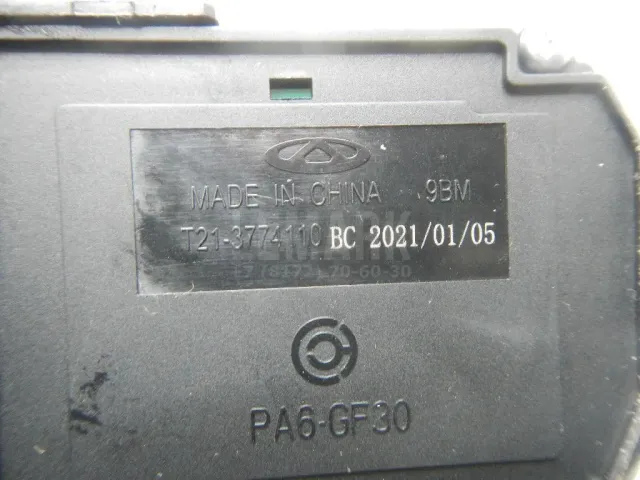 MADE IN CHINA 9BM
T21-3774110 BC 2021/01/05
PA6-GF30